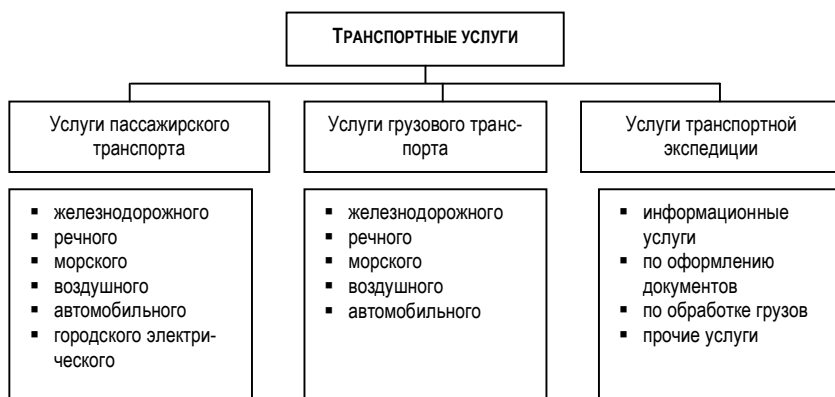 ТРАНСПОРТНЫЕ УСЛУГИ
Услуги пассажирского
транспорта
Услуги грузового транс-
порта
Услуги транспортной
экспедиции
▪ железнодорожного
▪ речного
▪ морского
▪ воздушного
▪ автомобильного
▪ городского электри-
ческого
▪ железнодорожного
▪ речного
▪ морского
▪ воздушного
▪ автомобильного
▪ информационные
услуги
▪ по оформлению
документов
▪ по обработке грузов
▪ прочие услуги